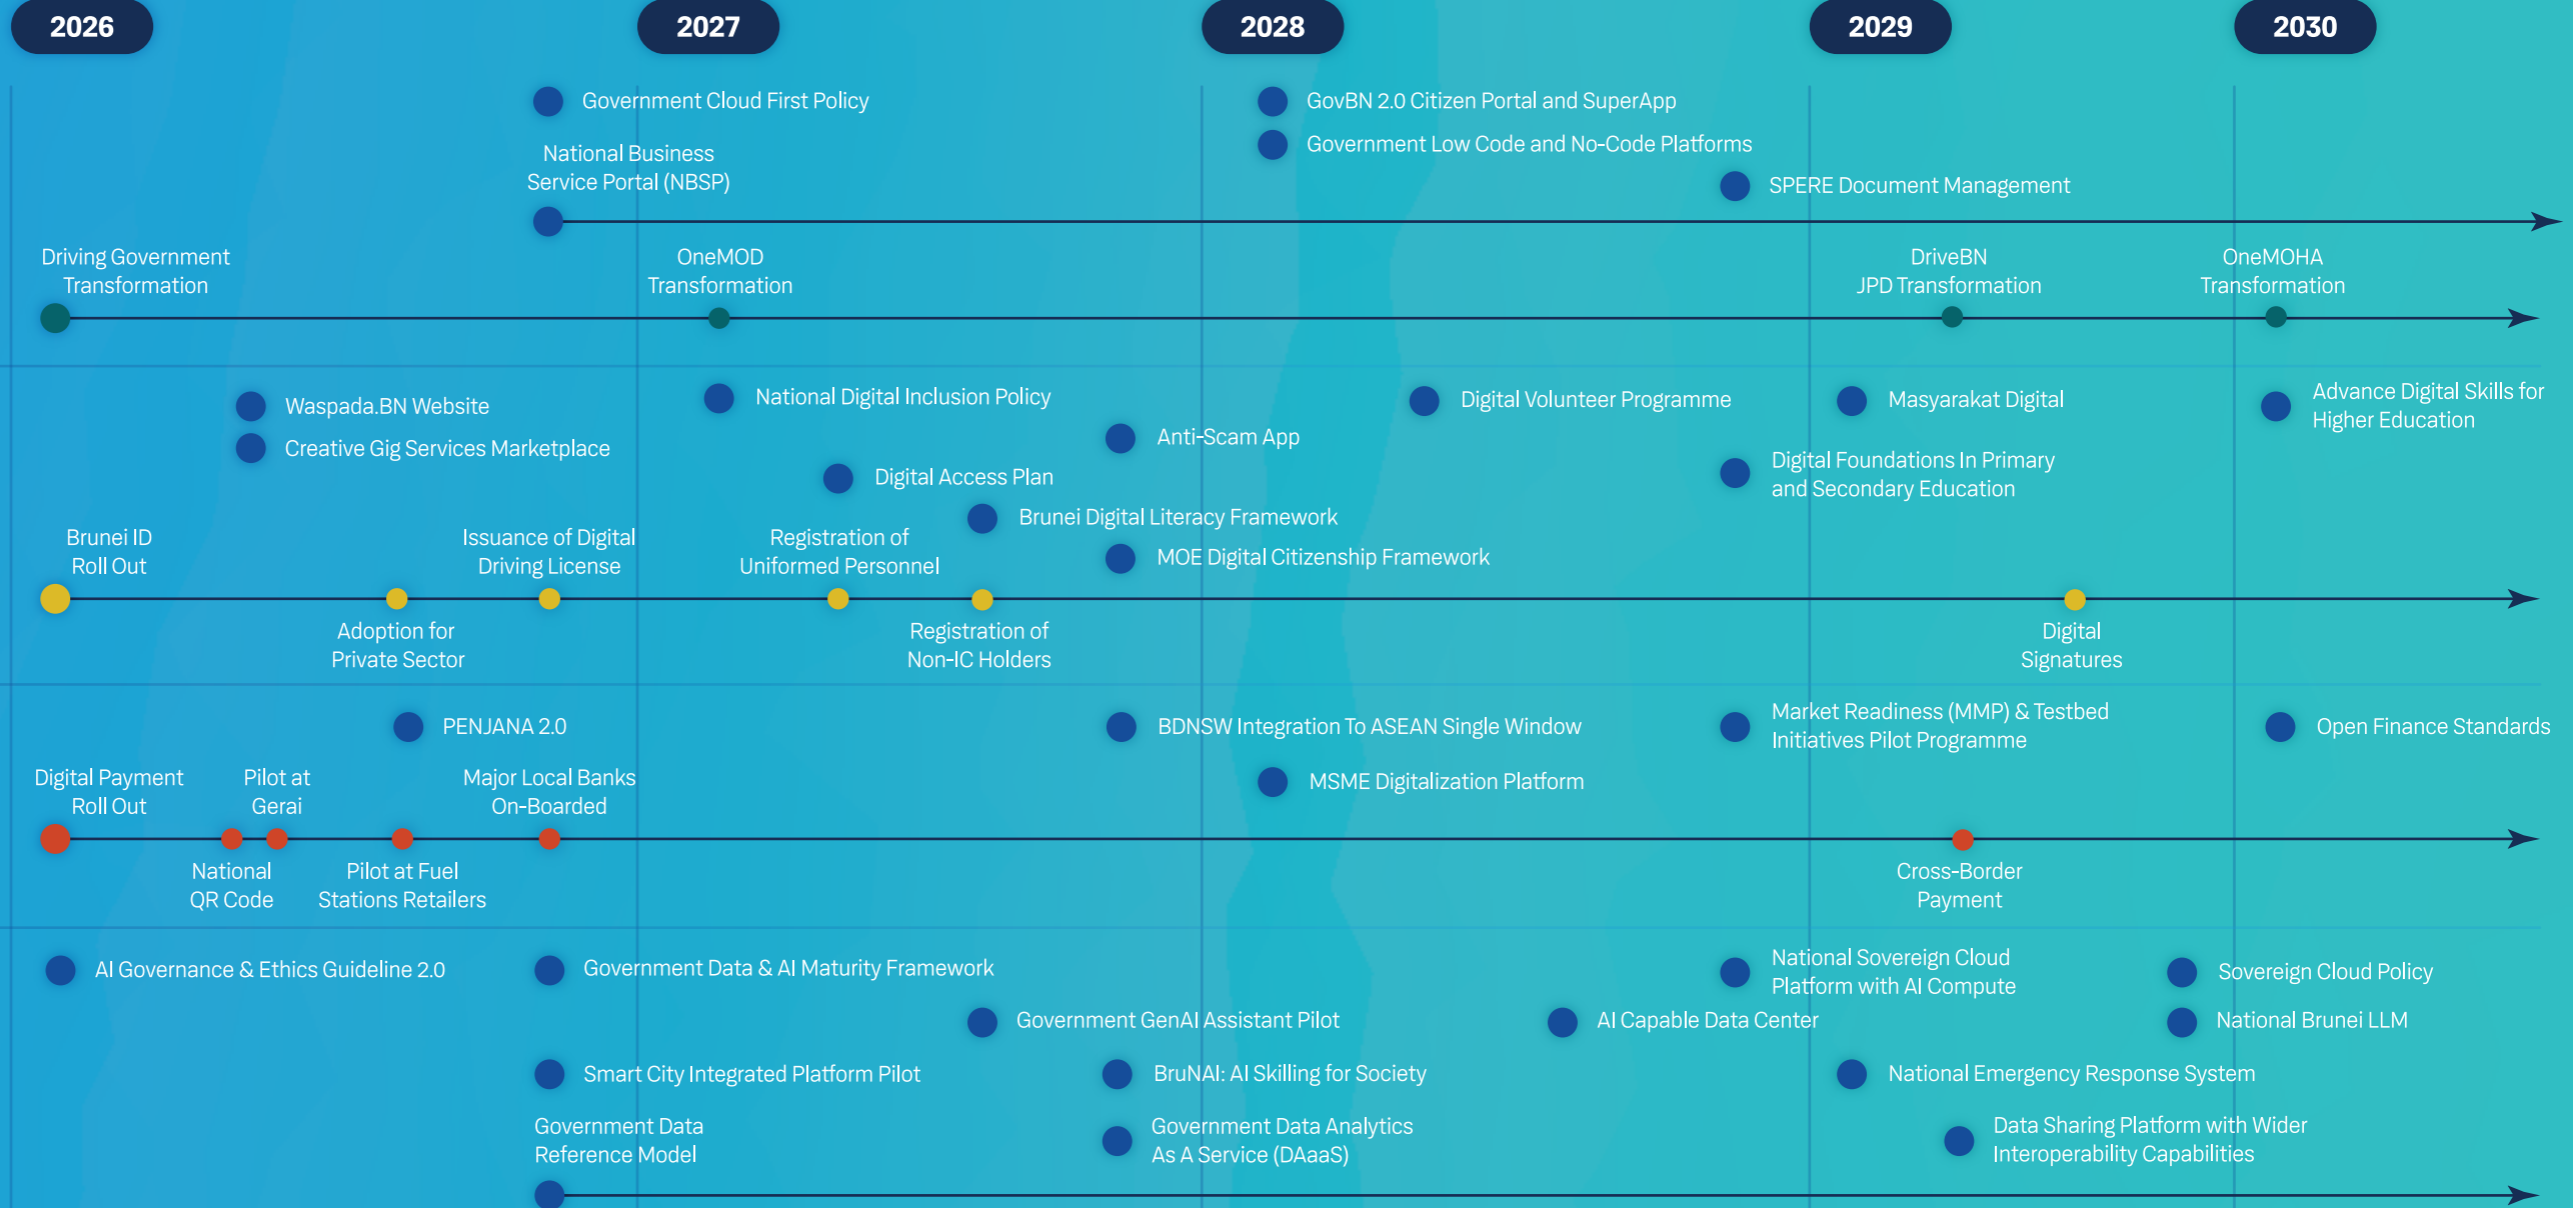 2026
2027
2028
2029
2030
Government Cloud First Policy
GovBN 2.0 Citizen Portal and SuperApp
Government Low Code and No-Code Platforms
National Business
Service Portal (NBSP)
SPERE Document Management
Driving Government
Transformation
OneMOD
Transformation
DriveBN
JPD Transformation
OneMOHA
Transformation
Waspada.BN Website
Creative Gig Services Marketplace
National Digital Inclusion Policy
Anti-Scam App
Digital Access Plan
Brunei Digital Literacy Framework
MOE Digital Citizenship Framework
Digital Volunteer Programme
Masyarakat Digital
Digital Foundations In Primary
and Secondary Education
Advance Digital Skills for
Higher Education
Brunei ID
Roll Out
Adoption for
Private Sector
Issuance of Digital
Driving License
Registration of
Uniformed Personnel
Registration of
Non-IC Holders
Digital
Signatures
PENJANA 2.0
BDNSW Integration To ASEAN Single Window
MSME Digitalization Platform
Market Readiness (MMP) & Testbed
Initiatives Pilot Programme
Open Finance Standards
Digital Payment
Roll Out
National
QR Code
Pilot at
Gerai
Pilot at Fuel
Stations Retailers
Major Local Banks
On-Boarded
Cross-Border
Payment
AI Governance & Ethics Guideline 2.0
Government Data & AI Maturity Framework
Government GenAI Assistant Pilot
Smart City Integrated Platform Pilot
BruNAI: AI Skilling for Society
Government Data
Reference Model
Government Data Analytics
As A Service (DAaaS)
AI Capable Data Center
National Sovereign Cloud
Platform with AI Compute
National Emergency Response System
Data Sharing Platform with Wider
Interoperability Capabilities
Sovereign Cloud Policy
National Brunei LLM